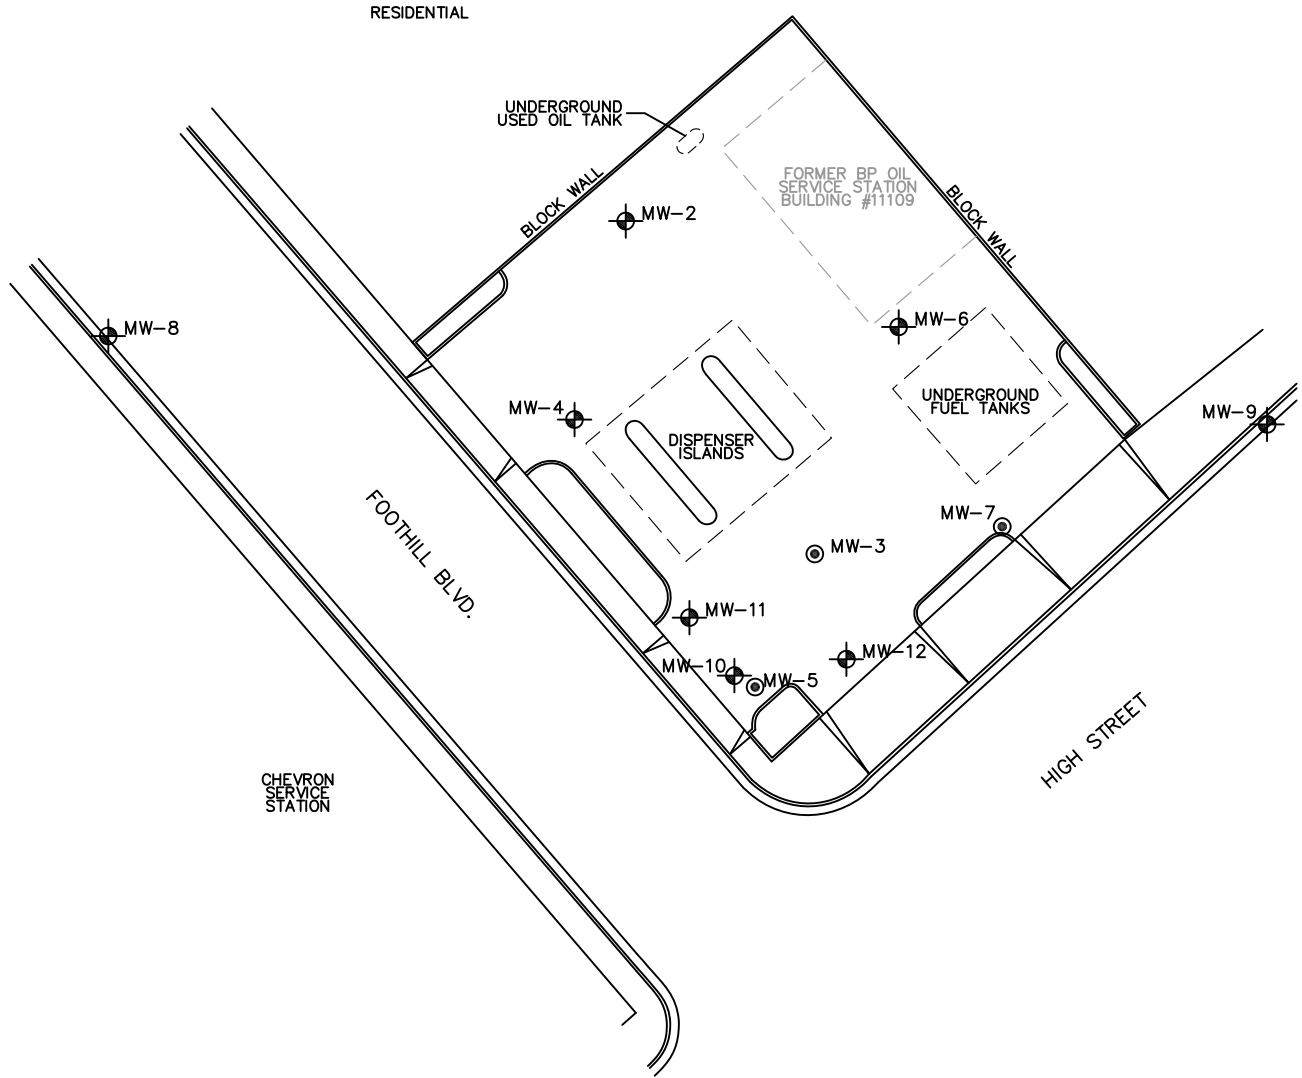 RESIDENTIAL
UNDERGROUND
USED OIL TANK
BLOCK WALL
FORMER BP OIL
SERVICE STATION
BUILDING #11109
BLOCK WALL
MW-2
MW-8
MW-6
MW-4
UNDERGROUND
FUEL TANKS
MW-9
DISPENSER
ISLANDS
FOOTHILL BLVD.
MW-7
MW-3
MW-11
MW-12
MW-10
MW-5
HIGH STREET
CHEVRON
SERVICE
STATION